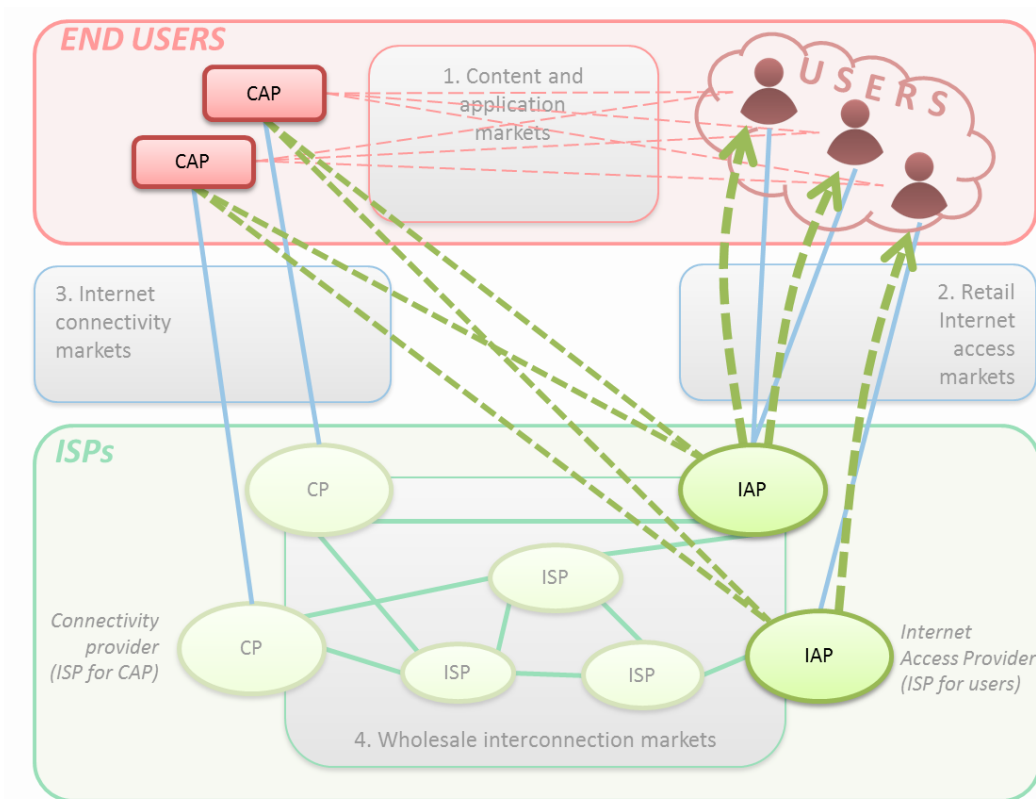 END USERS
CAP
CAP
1. Content and
application
markets
USERS
3. Internet
connectivity
markets
2. Retail
Internet
access
markets
ISPs
CP
IAP
ISP
Connectivity
provider
(ISP for CAP)
CP
ISP
ISP
IAP
Internet
Access Provider
(ISP for users)
4. Wholesale interconnection markets